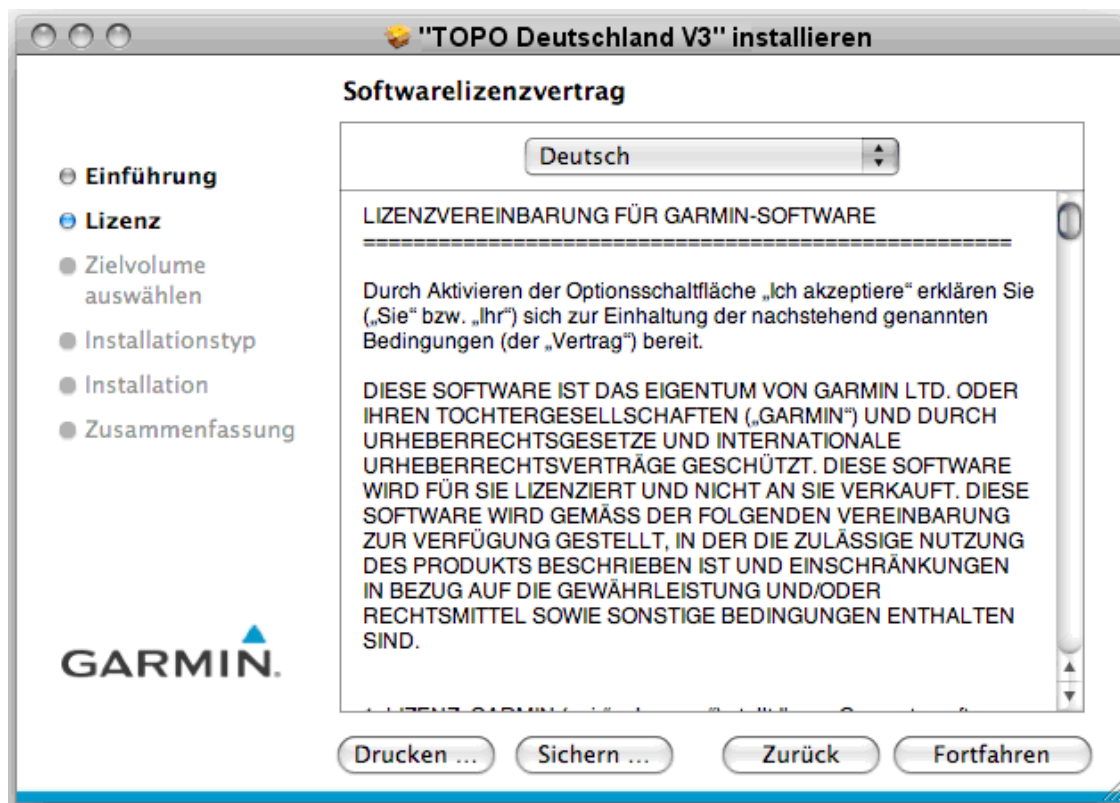 "TOPO Deutschland V3" installieren
Softwarelizenzvertrag
Einführung
Lizenz
Zielvolume
auswählen
Installationstyp
Installation
Zusammenfassung
GARMIN.
Deutsch
LIZENZVEREINBARUNG FÜR GARMIN-SOFTWARE
====================================================
Durch Aktivieren der Optionsschaltfläche „Ich akzeptiere“ erklären Sie
(„Sie“ bzw. „Ihr“) sich zur Einhaltung der nachstehend genannten
Bedingungen (der „Vertrag“) bereit.
DIESE SOFTWARE IST DAS EIGENTUM VON GARMIN LTD. ODER
IHREN TOCHTERGESELLSCHAFTEN („GARMIN“) UND DURCH
URHEBERRECHTSGESETZE UND INTERNATIONALE
URHEBERRECHTSVERTRÄGE GESCHÜTZT. DIESE SOFTWARE
WIRD FÜR SIE LIZENZIERT UND NICHT AN SIE VERKAUFT. DIESE
SOFTWARE WIRD GEMÄSS DER FOLGENDEN VEREINBARUNG
ZUR VERFÜGUNG GESTELLT, IN DER DIE ZULÄSSIGE NUTZUNG
DES PRODUKTS BESCHRIEBEN IST UND EINSCHRÄNKUNGEN
IN BEZUG AUF DIE GEWÄHRLEISTUNG UND/ODER
RECHTSMITTEL SOWIE SONSTIGE BEDINGUNGEN ENTHALTEN
SIND.
Drucken ...
Sichern ...
Zurück
Fortfahren